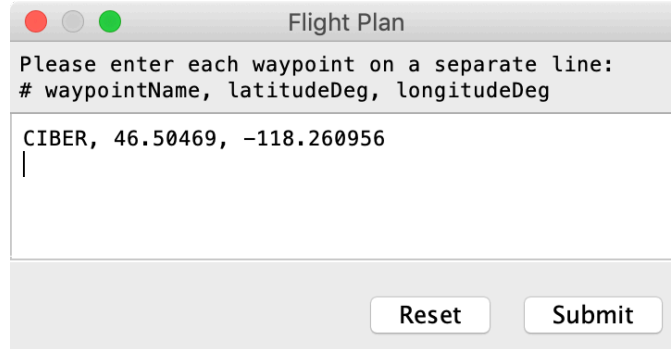 Flight Plan
Please enter each waypoint on a separate line:
# waypointName, latitudeDeg, longitudeDeg
CIBER, 46.50469, -118.260956
Reset Submit